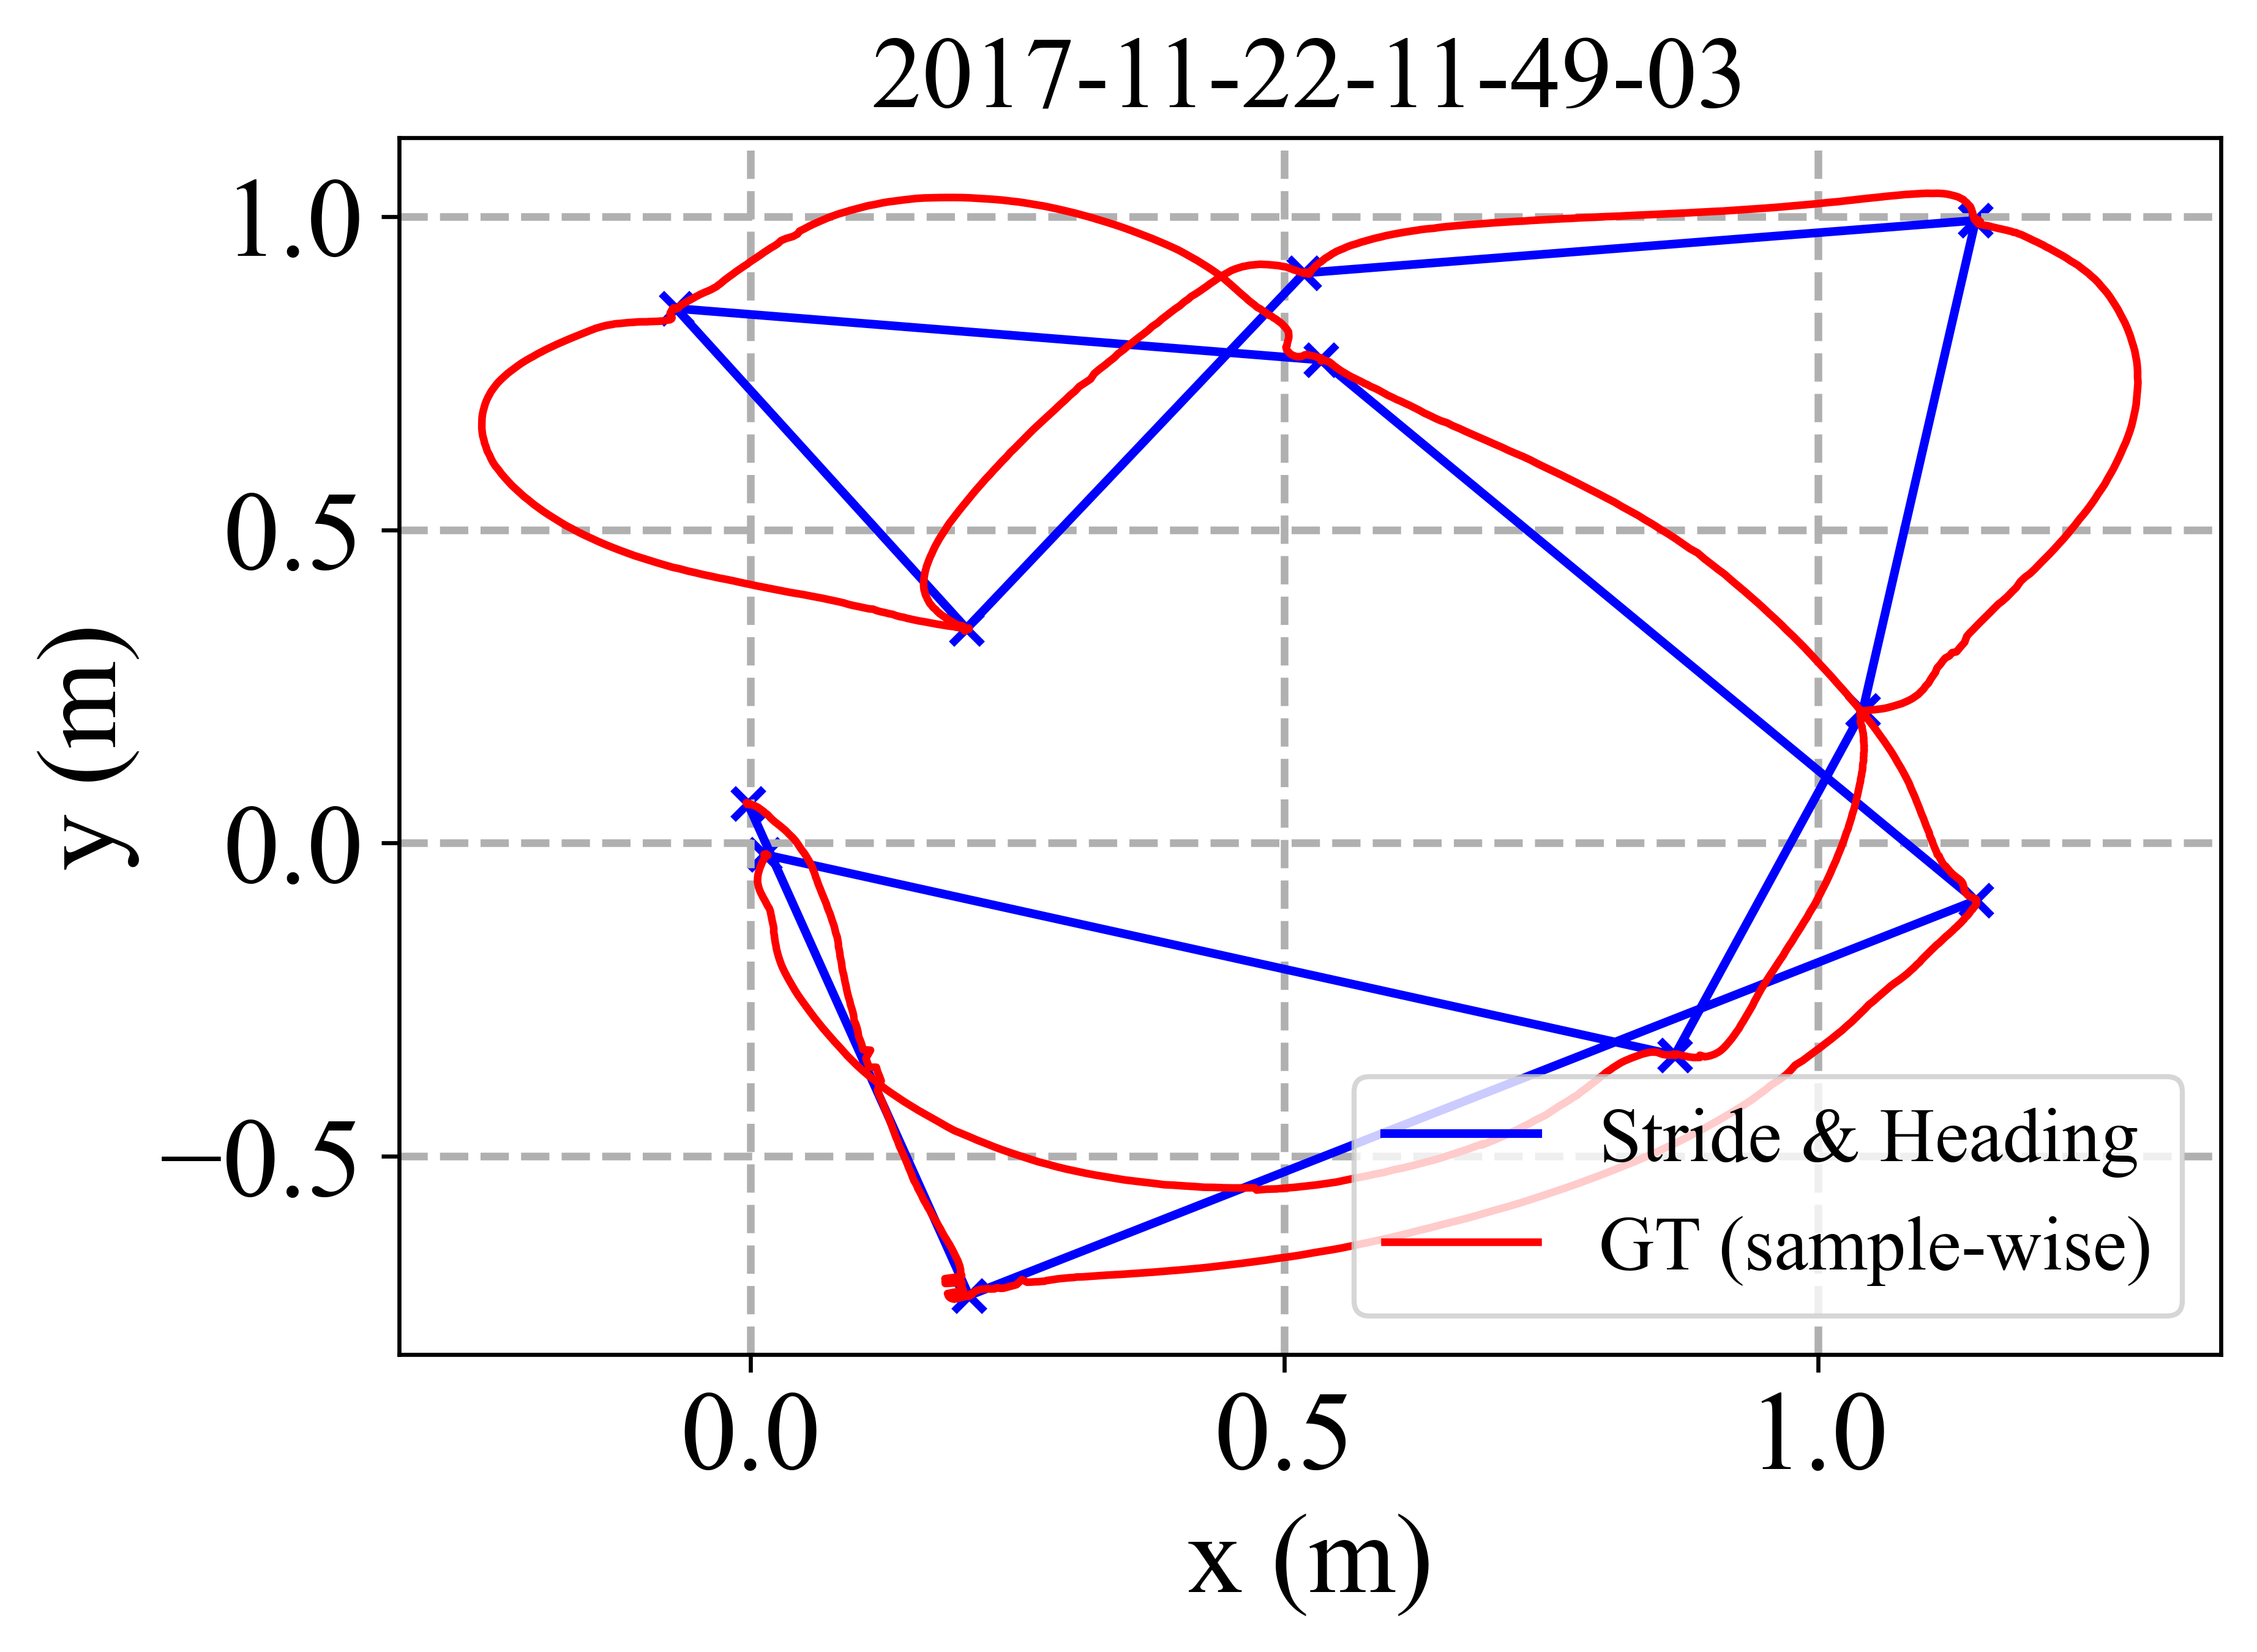 2017-11-22-11-49-03
1.0
0.5
0.0
−0.5
y (m)
Stride & Heading
GT (sample-wise)
0.0 0.5 1.0
x (m)